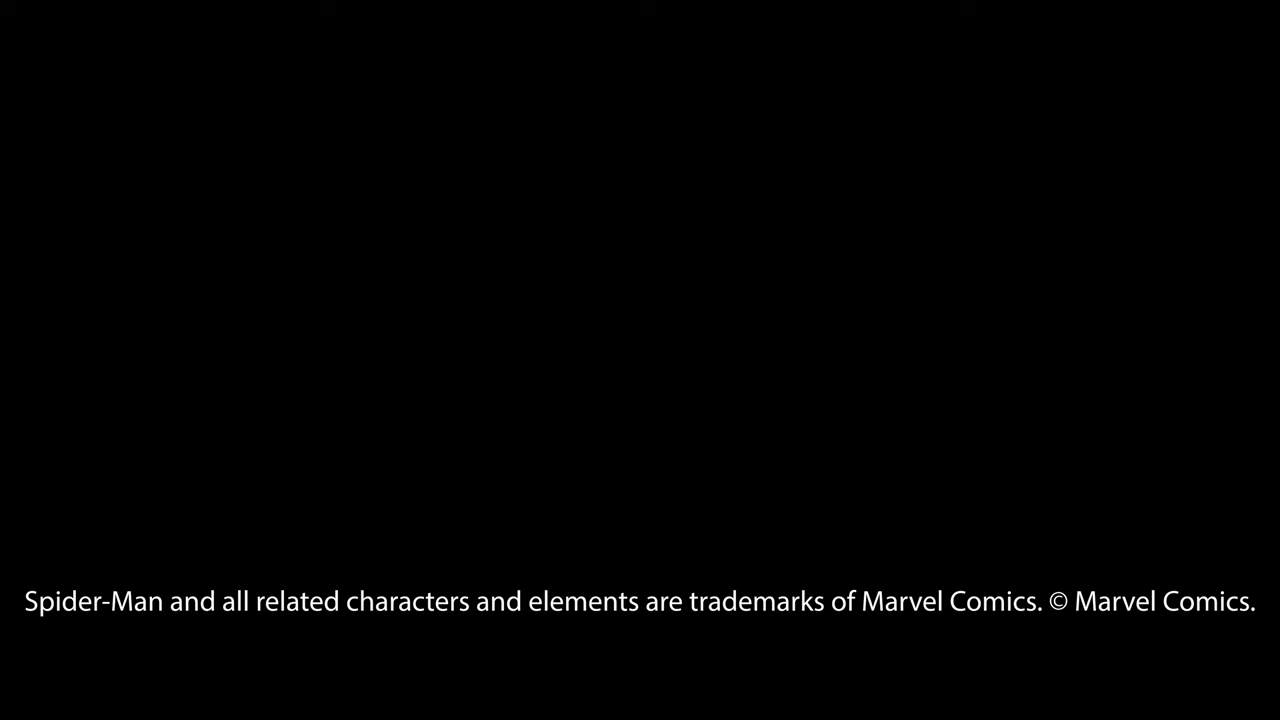 Spider-Man and all related characters and elements are trademarks of Marvel Comics. © Marvel Comics.